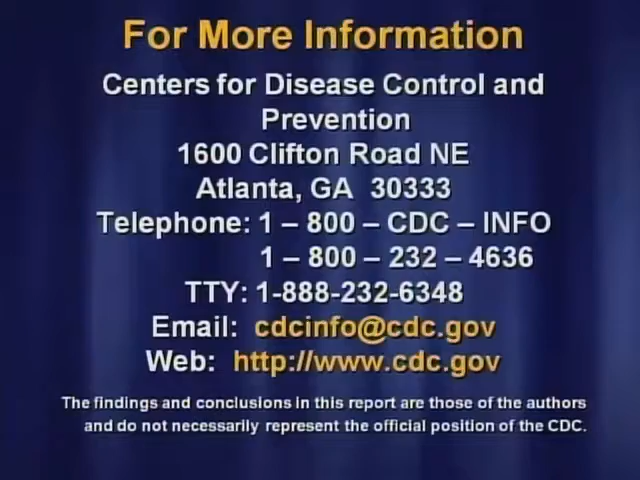 For More Information
Centers for Disease Control and
Prevention
1600 Clifton Road NE
Atlanta, GA  30333
Telephone: 1 – 800 – CDC – INFO
1 – 800 – 232 – 4636
TTY: 1-888-232-6348
Email:  cdcinfo@cdc.gov
Web:  http://www.cdc.gov
The findings and conclusions in this report are those of the authors
and do not necessarily represent the official position of the CDC.